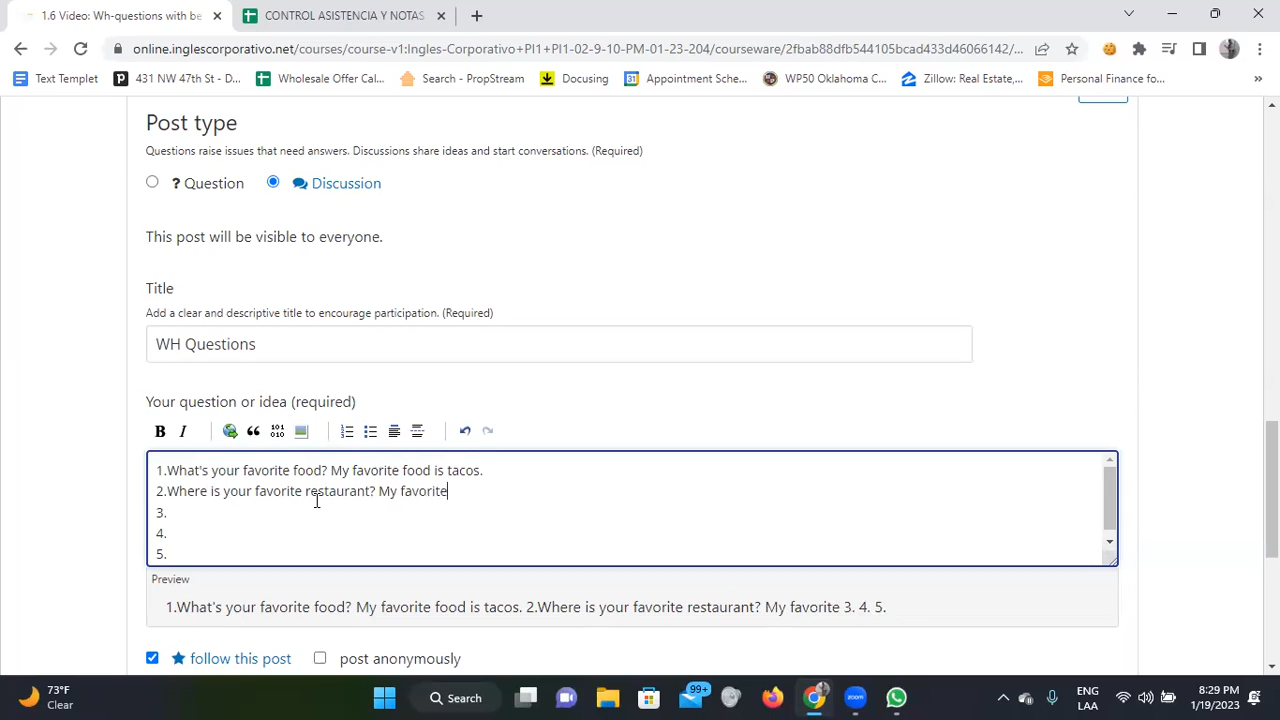 1.6 Video: Wh-questions with be
CONTROL ASISTENCIA Y NOTAS
online.inglescorporativo.net/courses/course-v1:Ingles-Corporativo+PI1+PI1-02-9-10-PM-01-23-204/courseware/2fbab88dfb544105bcad433d46066142/...
Text Templet
431 NW 47th St - D...
Wholesale Offer Cal...
Search - PropStream
Docusing
Appointment Sche...
WP50 Oklahoma C...
Zillow: Real Estate,...
Personal Finance fo...
Post type
Questions raise issues that need answers. Discussions share ideas and start conversations. (Required)
? Question
Discussion
This post will be visible to everyone.
Title
Add a clear and descriptive title to encourage participation. (Required)
WH Questions
Your question or idea (required)
B I
1.What's your favorite food? My favorite food is tacos.
2.Where is your favorite restaurant? My favorite
3.
4.
5.
Preview
1.What's your favorite food? My favorite food is tacos. 2.Where is your favorite restaurant? My favorite 3. 4. 5.
follow this post
post anonymously
73°F
Clear
Search
99+
ENG
LAA
8:29 PM
1/19/2023